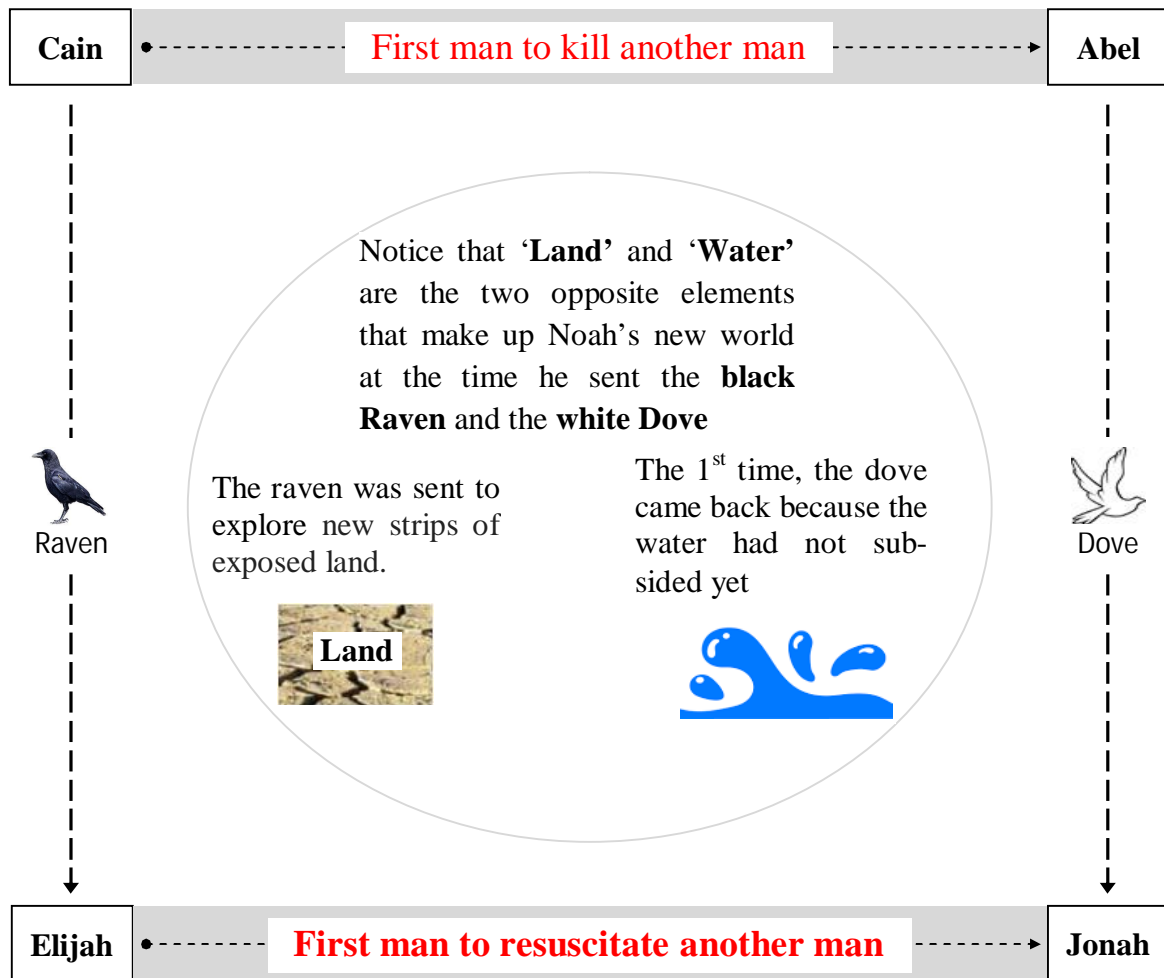 Cain
First man to kill another man
Abel
Notice that ‘Land’ and ‘Water’
are the two opposite elements
that make up Noah’s new world
at the time he sent the black
Raven and the white Dove
The raven was sent to
explore new strips of
exposed land.
Land
The 1st time, the dove
came back because the
water had not sub-
sided yet
Raven
Dove
Elijah
First man to resuscitate another man
Jonah